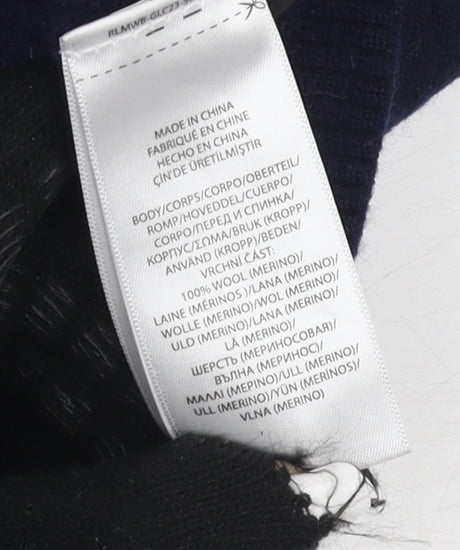 RLMWB-GLC23-
MADE IN CHINA
FABRIQUÉ EN CHINE
HECHO EN CHINA
ÇİN'DE ÜRETİLMİŞTİR
BODY/CORPS/CORPO/OBERTEIL/
ROMP/HOVEDDEL/CUERPO/
CORPO/ПЕРЕД И СПИНКА/
КОРПУС/ΣΩΜΑ/BRUK (KROPP)/
ANVÄND (KROPP)/BEDEN/
VRCHNÍ ČÁST:
100% WOOL (MERINO)/
LAINE (MÉRINOS )/LANA (MERINO)/
WOLLE (MERINO)/WOL (MERINO)/
ULD (MERINO)/LANA (MERINO)/
LÃ (MERINO)/
ШЕРСТЬ (МЕРИНОСОВАЯ)/
ВЪЛНА (МЕРИНОС)/
ΜΑΛΛΙ (ΜΕΡΙΝΟ)/ULL (MERINO)/
ULL (MERINO)/YÜN (MERİNOS)/
VLNA (MERINO)